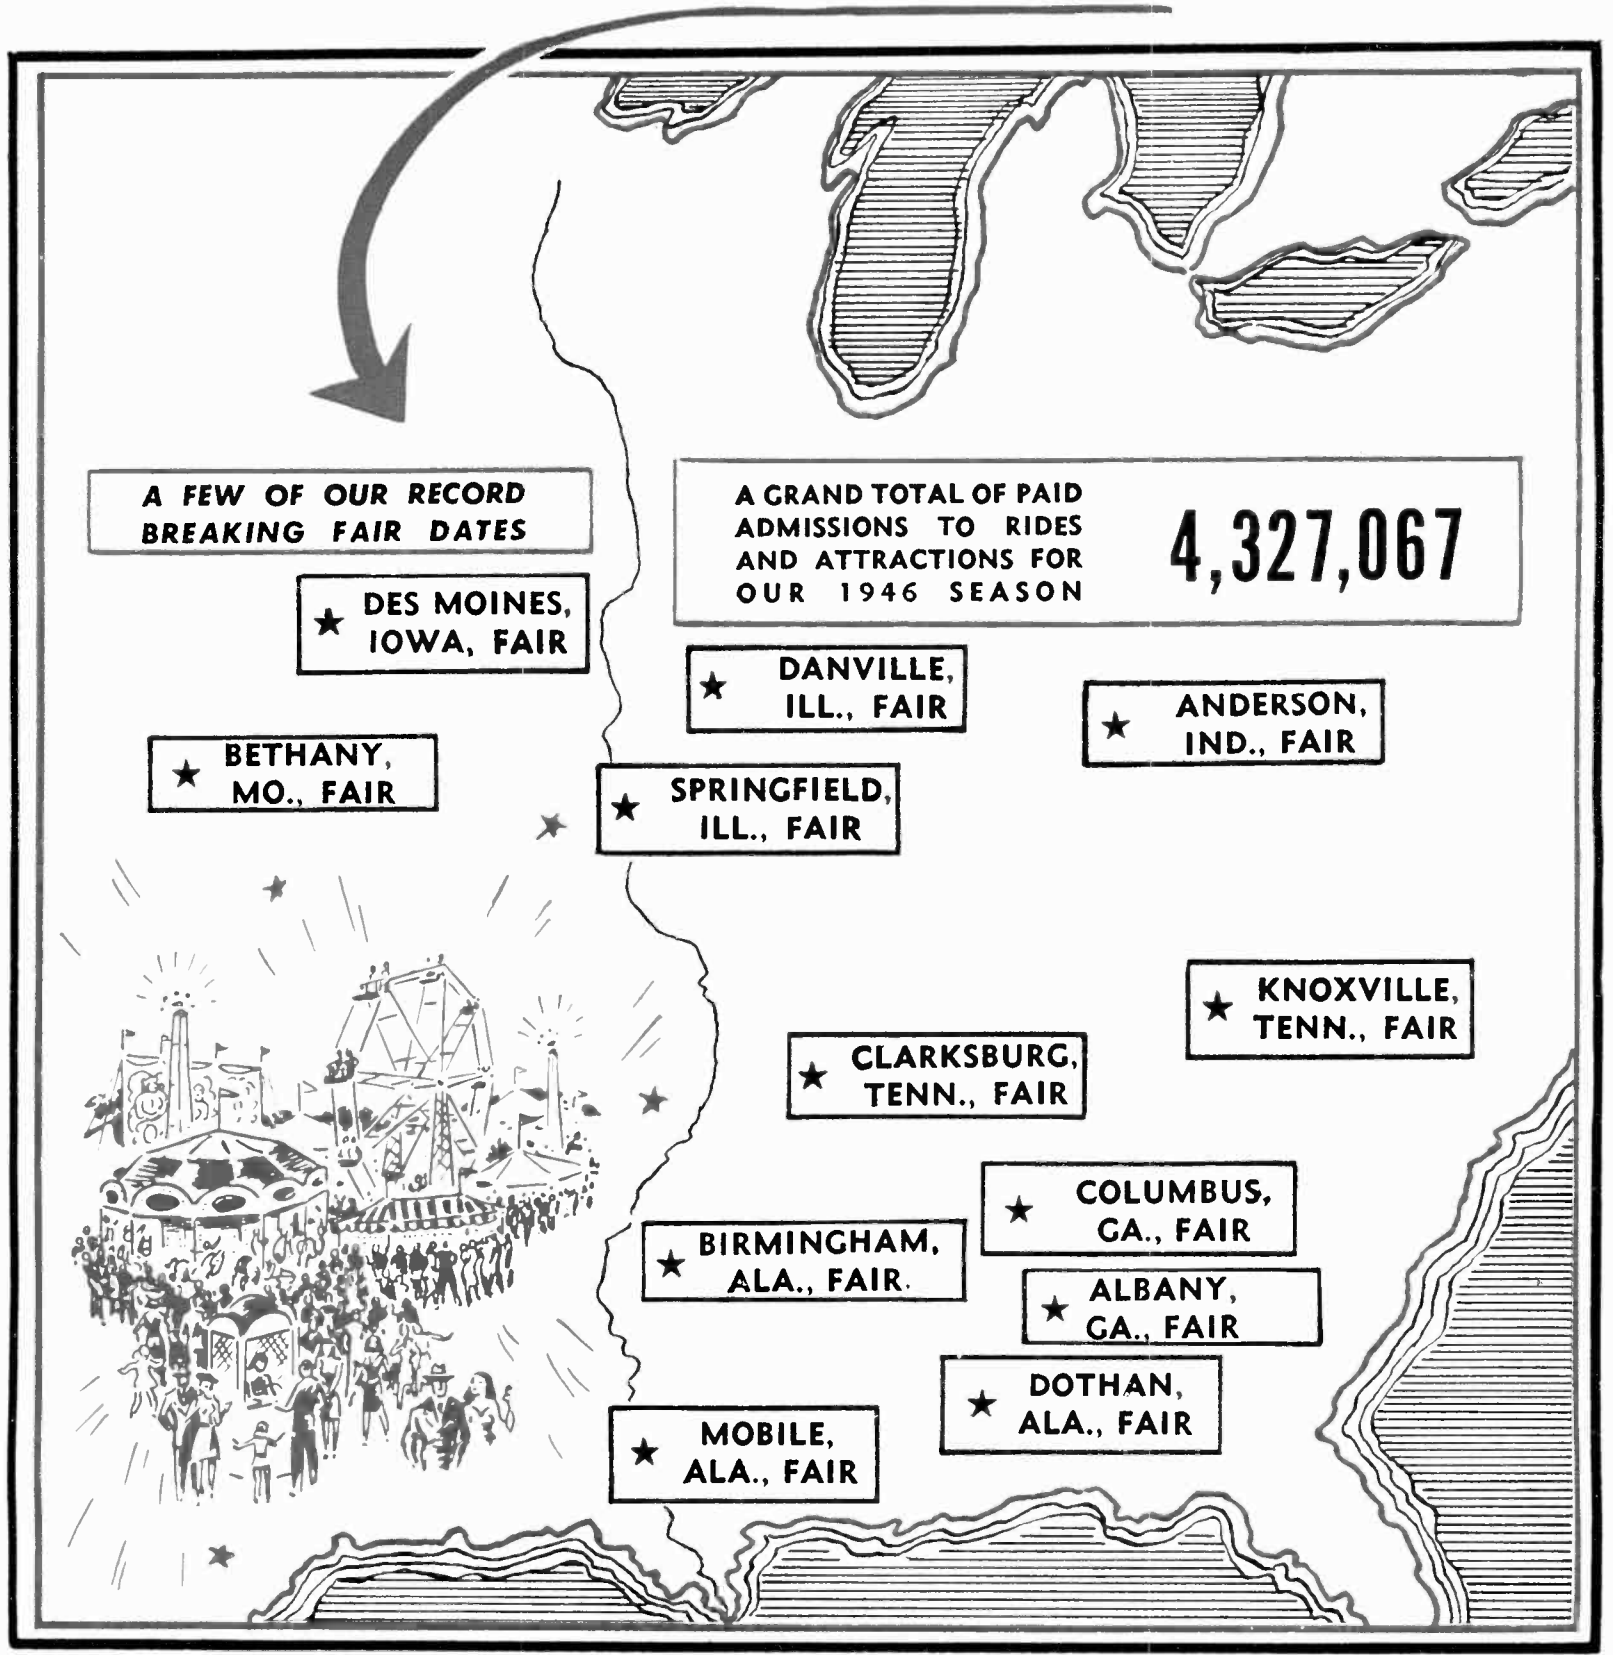 A FEW OF OUR RECORD
BREAKING FAIR DATES
A GRAND TOTAL OF PAID
ADMISSIONS TO RIDES
AND ATTRACTIONS FOR
OUR 1946 SEASON
4,327,067
DES MOINES,
IOWA, FAIR
DANVILLE,
ILL., FAIR
ANDERSON,
IND., FAIR
BETHANY,
MO., FAIR
SPRINGFIELD,
ILL., FAIR
KNOXVILLE,
TENN., FAIR
CLARKSBURG,
TENN., FAIR
COLUMBUS,
GA., FAIR
BIRMINGHAM,
ALA., FAIR.
ALBANY,
GA., FAIR
DOTHAN,
ALA., FAIR
MOBILE,
ALA., FAIR